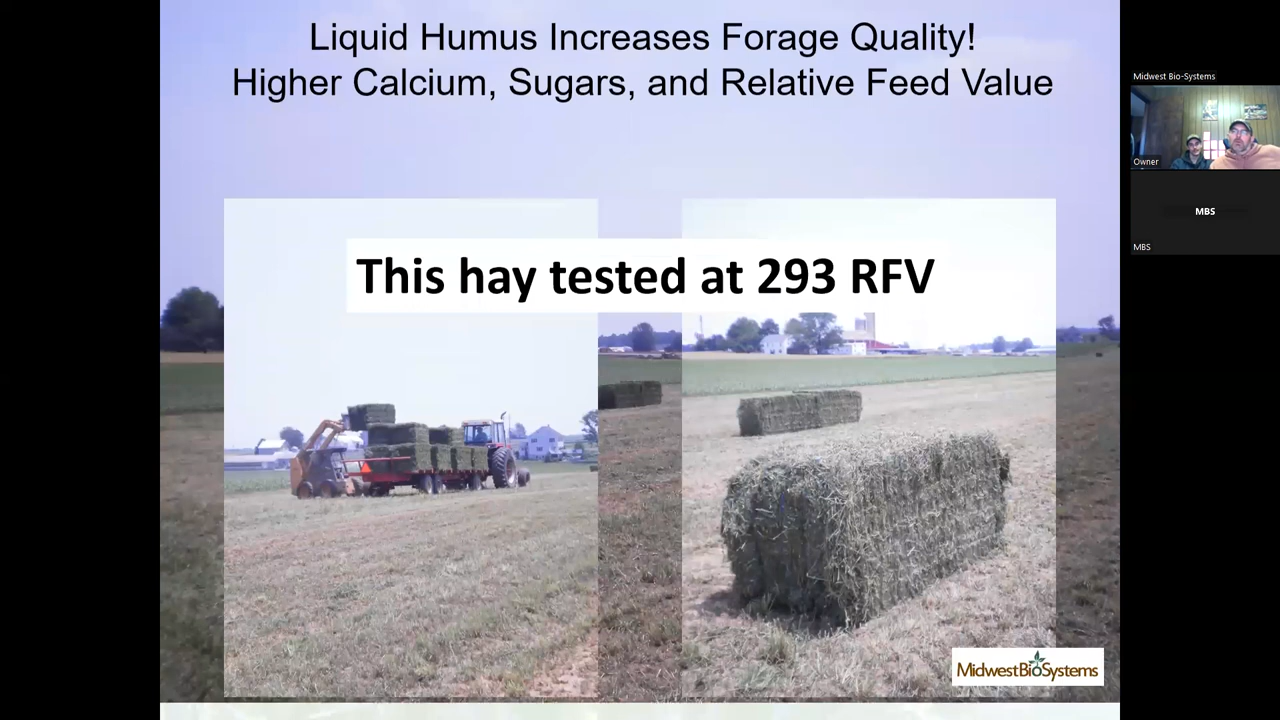 Liquid Humus Increases Forage Quality!
Higher Calcium, Sugars, and Relative Feed Value
This hay tested at 293 RFV
MidwestBioSystems
Midwest Bio-Systems
Owner
MBS
MBS